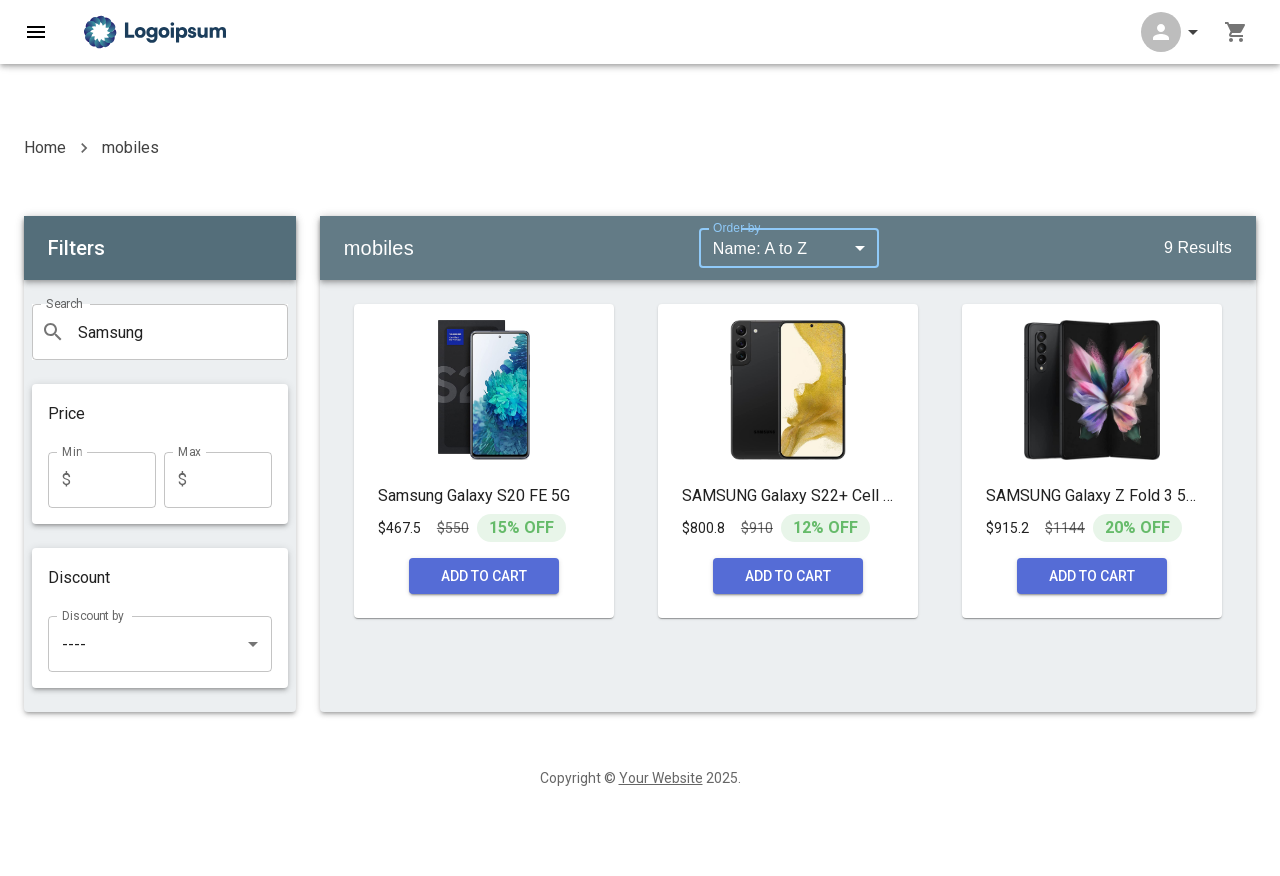 Logoipsum
Home
mobiles
Filters
mobiles
Order by
Name: A to Z
9 Results
Search
Samsung
Price
Min
$
Max
$
Discount
Discount by
----
Samsung Galaxy S20 FE 5G
$467.5 $550 15% OFF
ADD TO CART
SAMSUNG Galaxy S22+ Cell ...
$800.8 $910 12% OFF
ADD TO CART
SAMSUNG Galaxy Z Fold 3 5...
$915.2 $1144 20% OFF
ADD TO CART
Copyright © Your Website 2025.